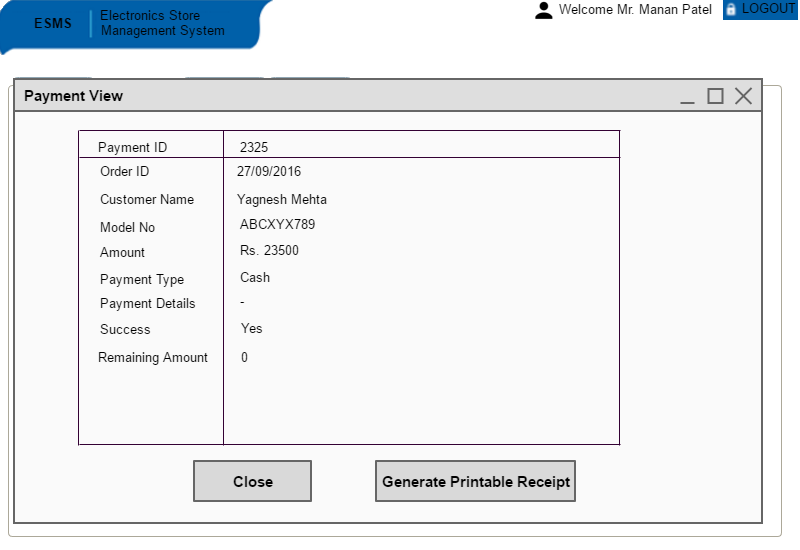 ESMS
Electronics Store
Management System
Welcome Mr. Manan Patel
LOGOUT
Payment View
Payment ID 2325
Order ID 27/09/2016
Customer Name Yagnesh Mehta
Model No ABCXYX789
Amount Rs. 23500
Payment Type Cash
Payment Details -
Success Yes
Remaining Amount 0
Close
Generate Printable Receipt